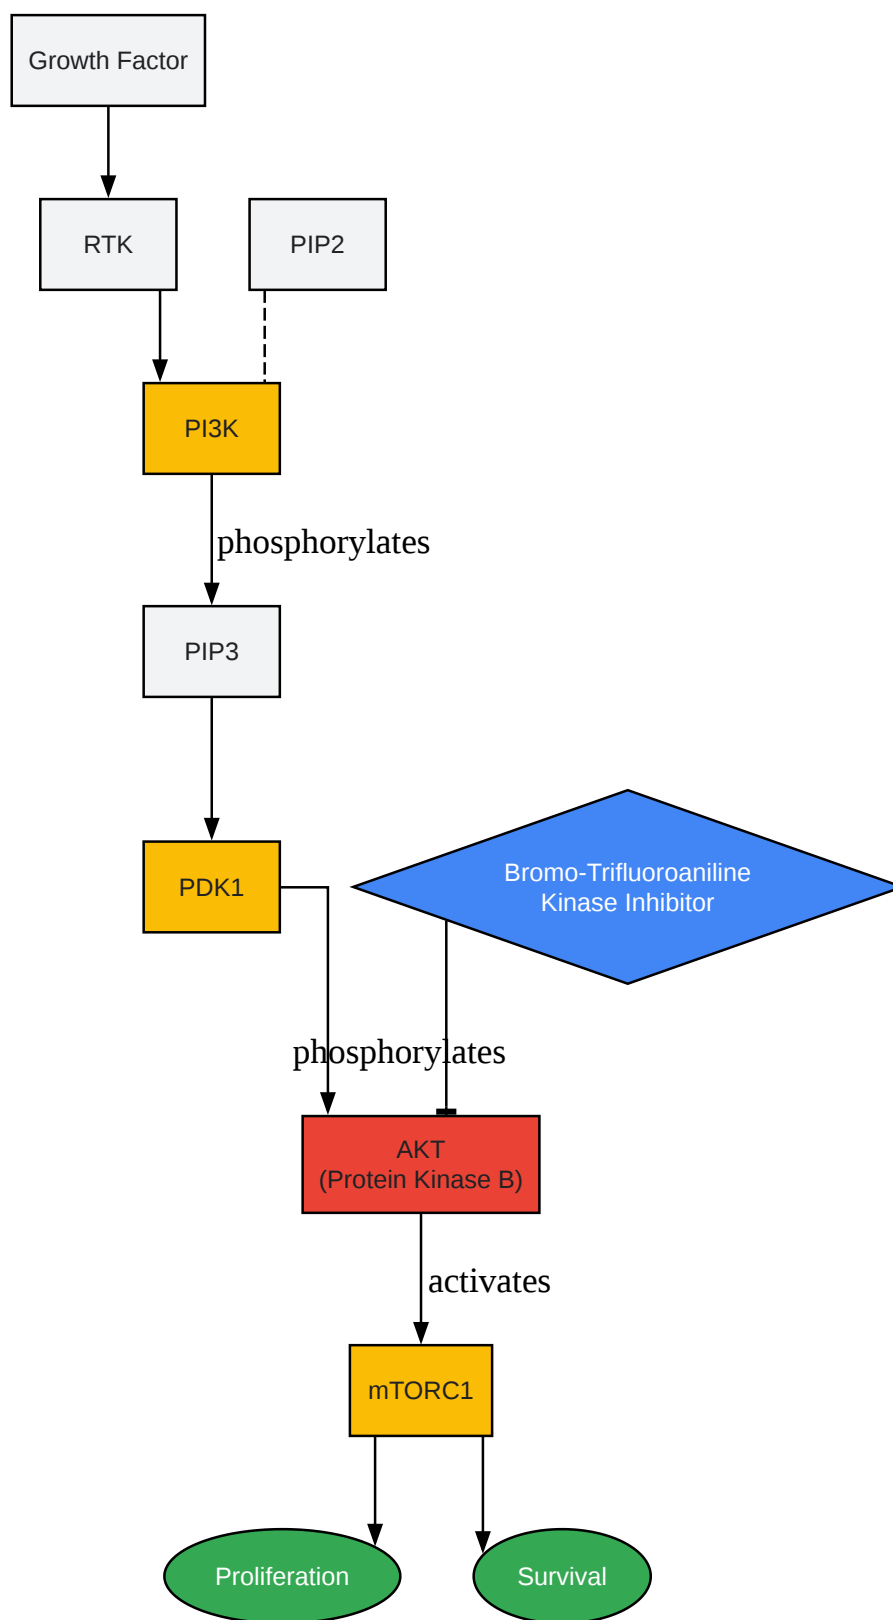 Growth Factor
RTK
PIP2
PI3K
phosphorylates
PIP3
PDK1
Bromo-Trifluoroaniline
Kinase Inhibitor
phosphorylates
AKT
(Protein Kinase B)
activates
mTORC1
Proliferation
Survival